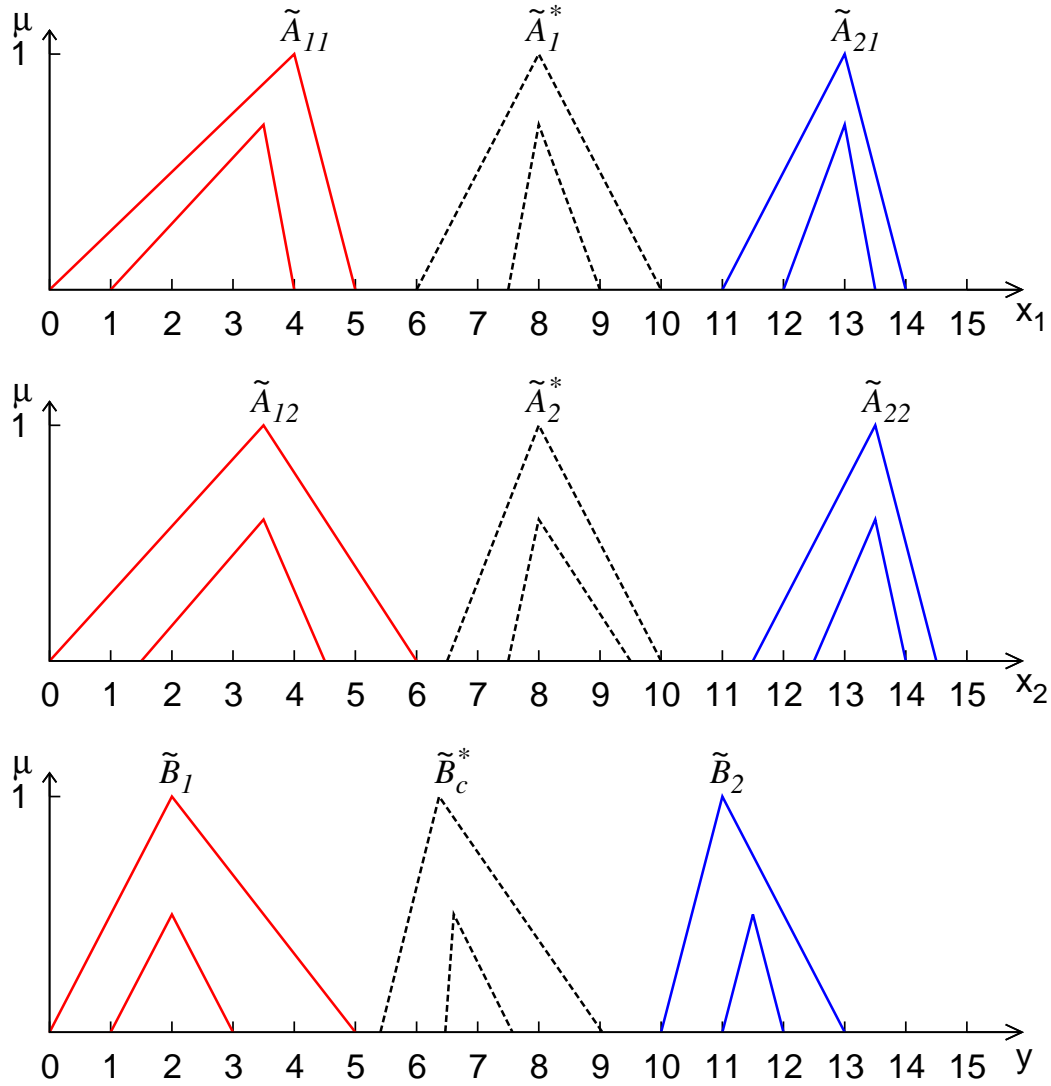 μ Ã₁₁ Ã₁* Ã₂₁
1
0 1 2 3 4 5 6 7 8 9 10 11 12 13 14 15 x₁
μ Ã₁₂ Ã₂* Ã₂₂
1
0 1 2 3 4 5 6 7 8 9 10 11 12 13 14 15 x₂
μ B̃₁ B̃c* B̃₂
1
0 1 2 3 4 5 6 7 8 9 10 11 12 13 14 15 y